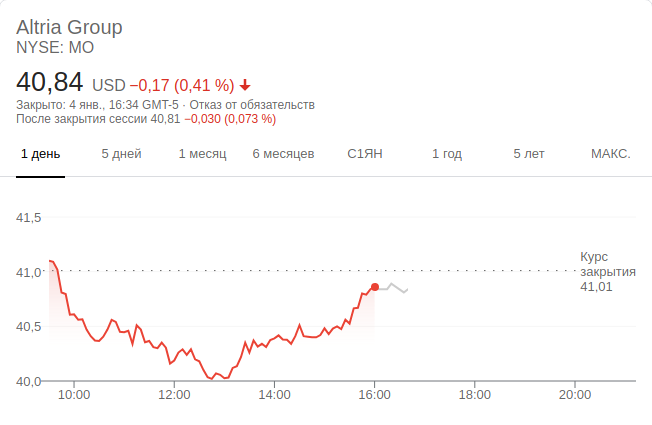 Altria Group
NYSE: MO
40,84 USD −0,17 (0,41 %)
Закрыто: 4 янв., 16:34 GMT-5 · Отказ от обязательств
После закрытия сессии 40,81 −0,030 (0,073 %)
1 день 5 дней 1 месяц 6 месяцев С1ЯН 1 год 5 лет МАКС.
41,5
41,0
40,5
40,0
Курс
закрытия
41,01
10:00 12:00 14:00 16:00 18:00 20:00